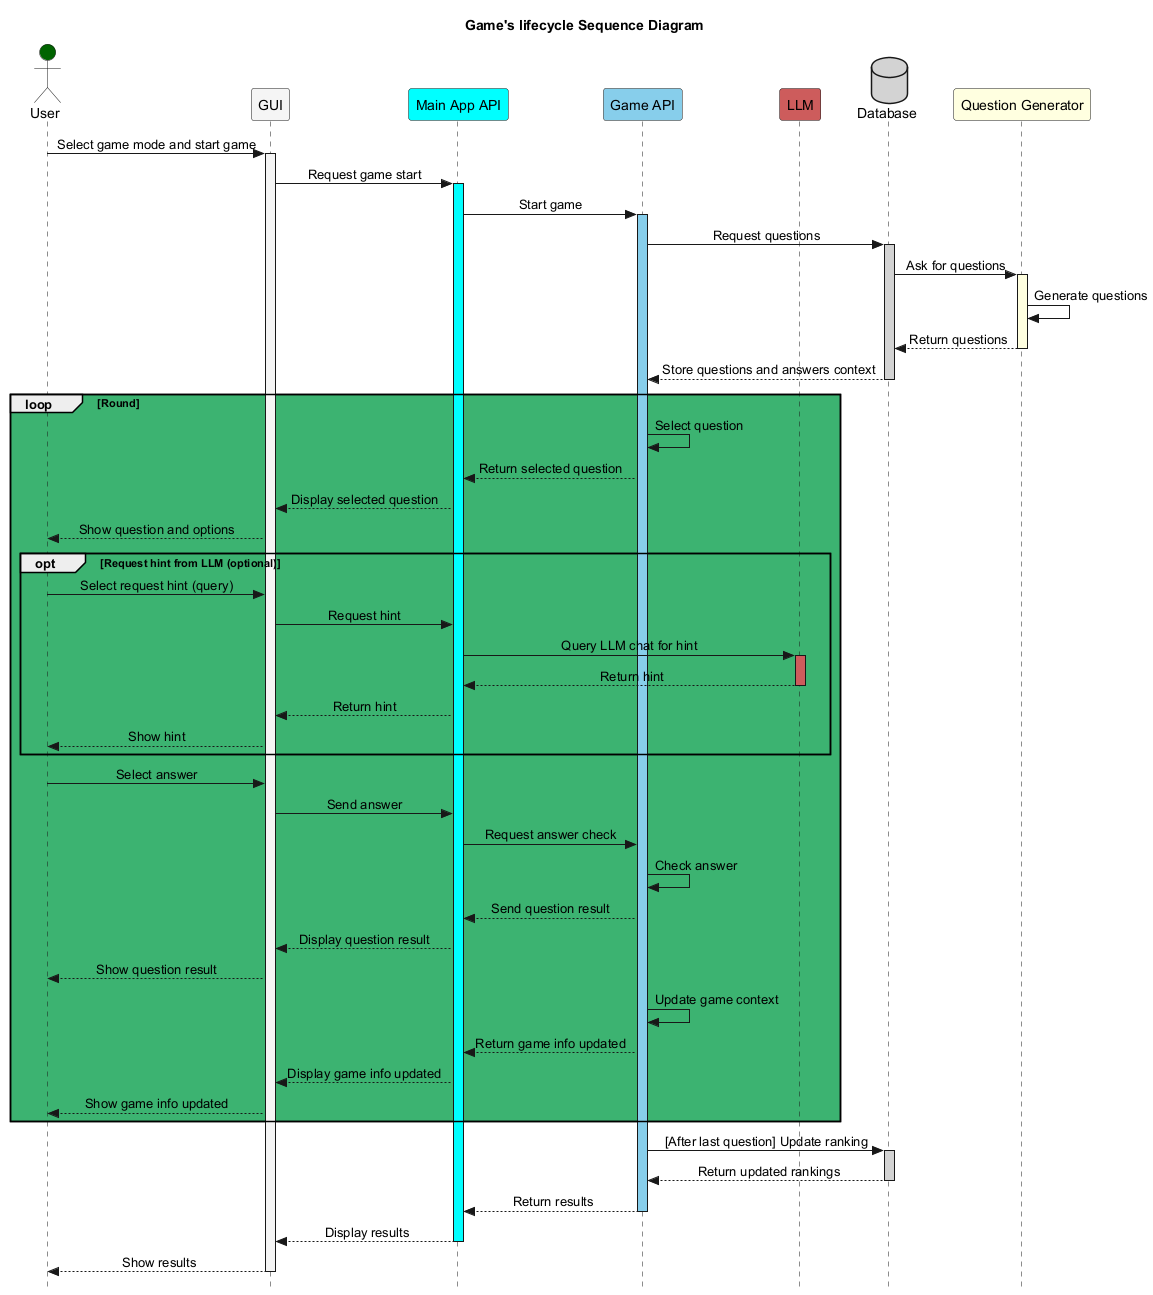 Game's lifecycle Sequence Diagram
User
GUI
Main App API
Game API
LLM
Database
Question Generator
Select game mode and start game
Request game start
Start game
Request questions
Ask for questions
Generate questions
Return questions
Store questions and answers context
loop [Round]
Select question
Return selected question
Display selected question
Show question and options
opt [Request hint from LLM (optional)]
Select request hint (query)
Request hint
Query LLM chat for hint
Return hint
Return hint
Show hint
Select answer
Send answer
Request answer check
Check answer
Send question result
Display question result
Show question result
Update game context
Return game info updated
Display game info updated
Show game info updated
[After last question] Update ranking
Return updated rankings
Return results
Display results
Show results